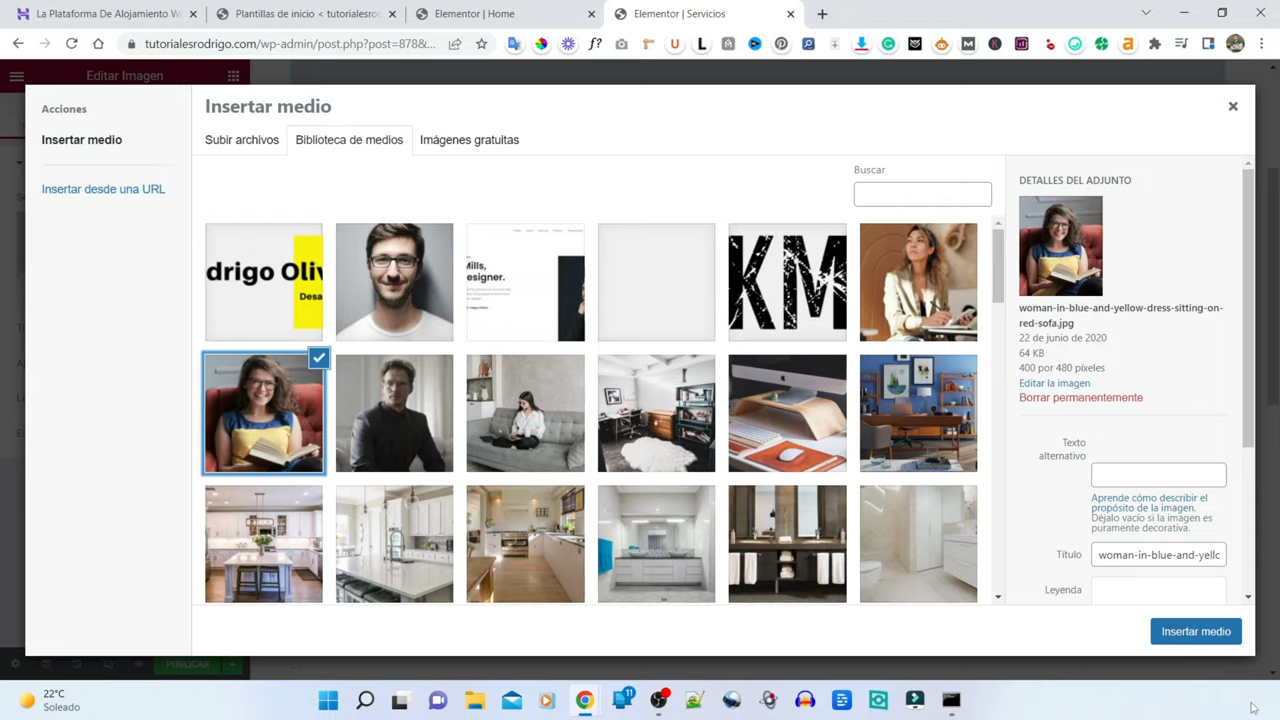 La Plataforma De Alojamiento W
Plantillas de inicio < tutorialesro
Elementor | Home
Elementor | Servicios
tutorialesrodrigo.com/wp-admin/post.php?post=878&...
Editar Imagen
Acciones
Insertar medio
Insertar desde una URL
Insertar medio
Subir archivos
Biblioteca de medios
Imágenes gratuitas
Buscar
drigo Oliv
Desa
Mills,
esigner.
KM
DETALLES DEL ADJUNTO
woman-in-blue-and-yellow-dress-sitting-on-
red-sofa.jpg
22 de junio de 2020
64 KB
400 por 480 píxeles
Editar la imagen
Borrar permanentemente
Texto
alternativo
Aprende cómo describir el
propósito de la imagen.
Déjalo vacío si la imagen es
puramente decorativa.
Título
woman-in-blue-and-yellc
Leyenda
Insertar medio
PUBLICAR
22°C
Soleado
11